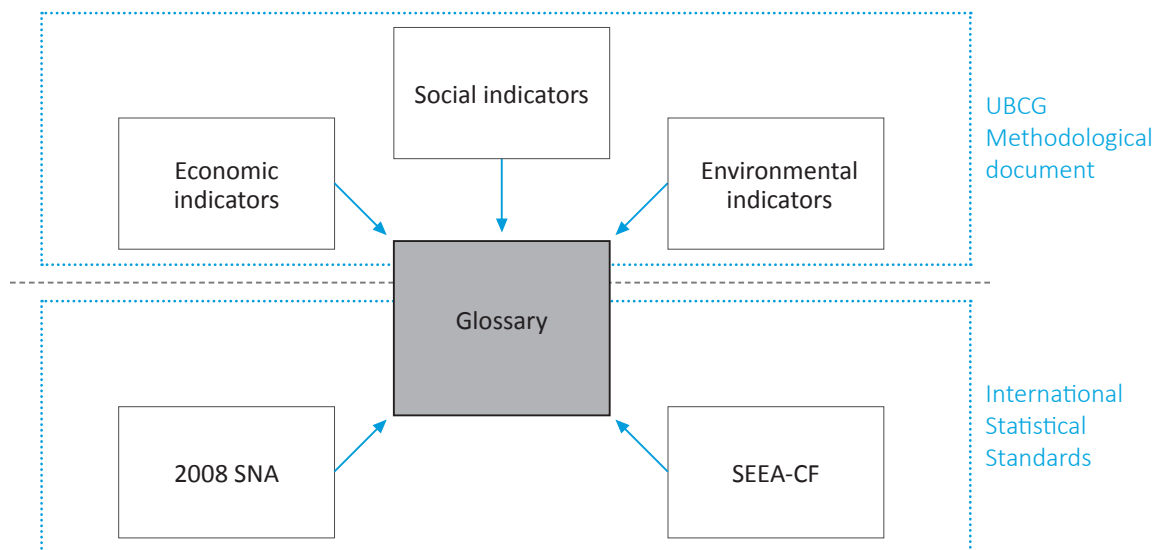 Social indicators
Economic
indicators
Environmental
indicators
UBCG
Methodological
document
Glossary
2008 SNA
SEEA-CF
International
Statistical
Standards